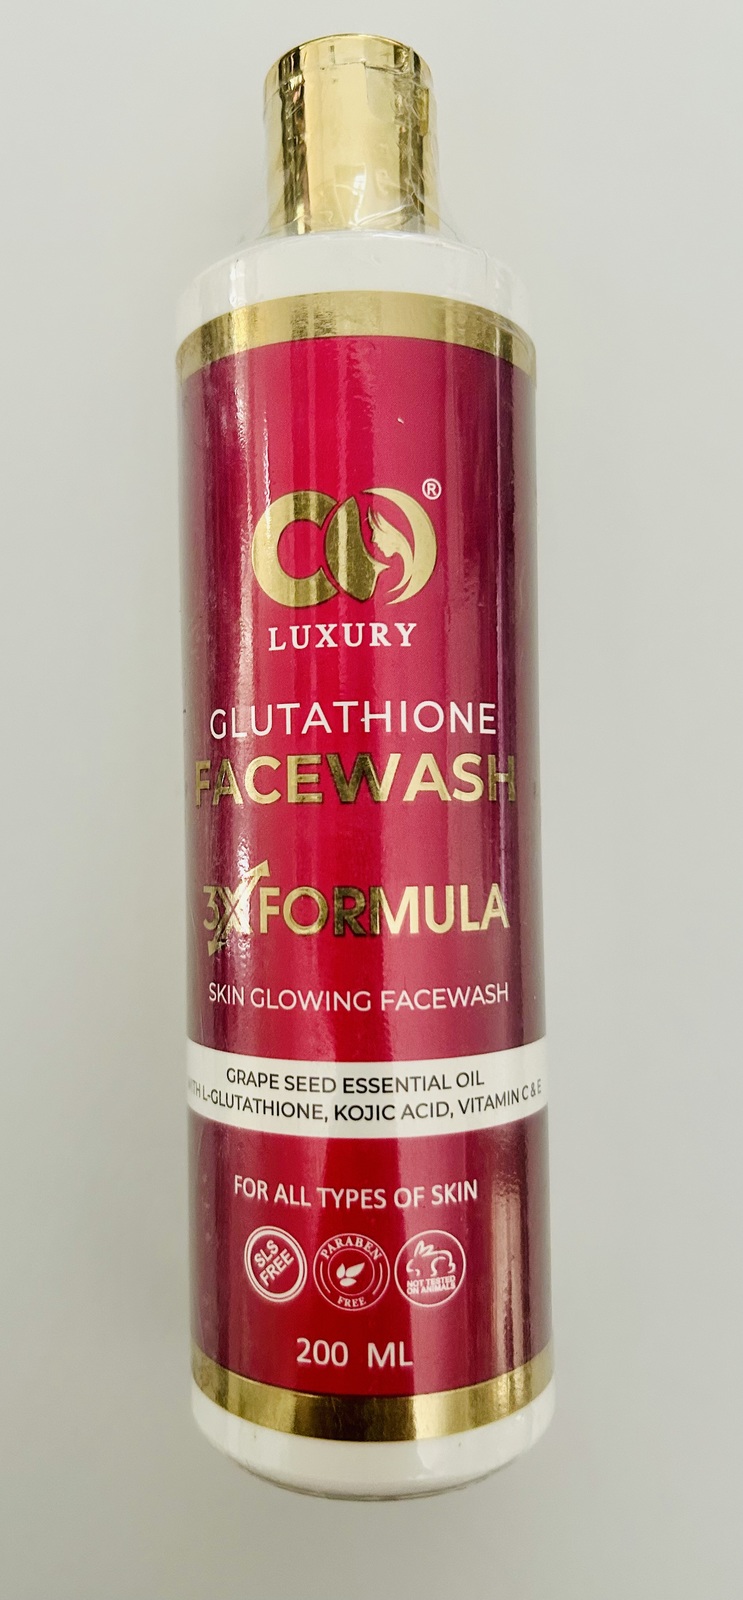 CO
®
LUXURY
GLUTATHIONE
FACEWASH
3X FORMULA
SKIN GLOWING FACEWASH
GRAPE SEED ESSENTIAL OIL
WITH L-GLUTATHIONE, KOJIC ACID, VITAMIN C & E
FOR ALL TYPES OF SKIN
SLS
FREE
PARABEN
FREE
NOT TESTED
ON ANIMALS
200 ML